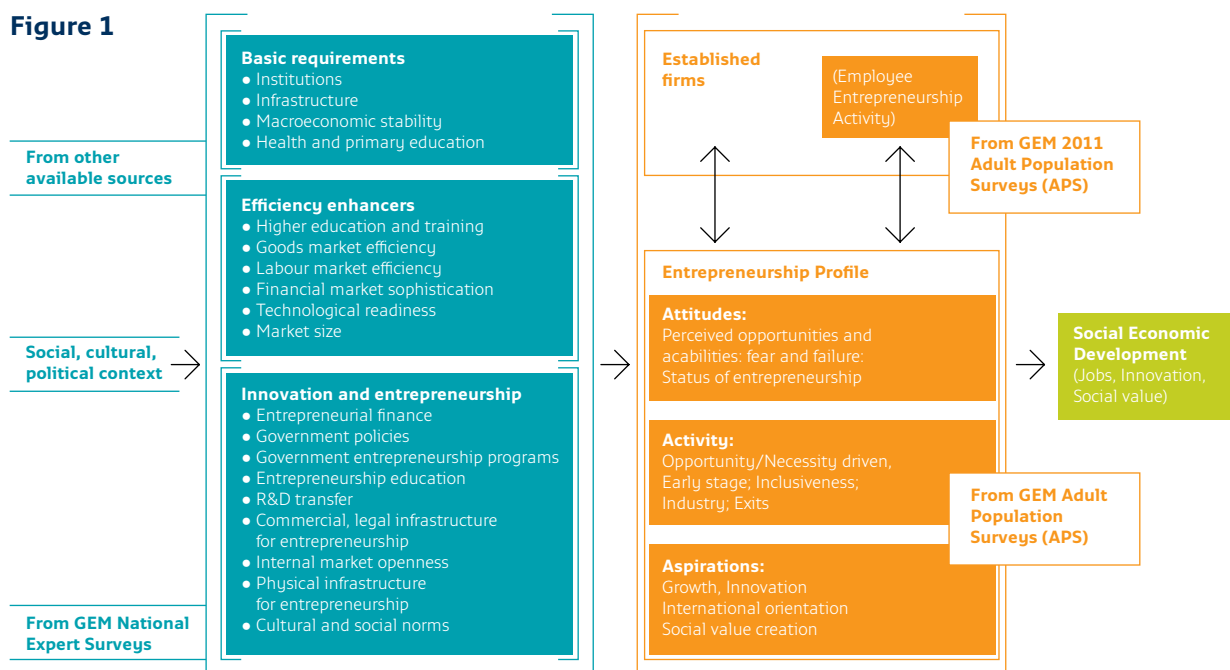 Figure 1
From other
available sources
Social, cultural,
political context
From GEM National
Expert Surveys
Basic requirements
● Institutions
● Infrastructure
● Macroeconomic stability
● Health and primary education
Efficiency enhancers
● Higher education and training
● Goods market efficiency
● Labour market efficiency
● Financial market sophistication
● Technological readiness
● Market size
Innovation and entrepreneurship
● Entrepreneurial finance
● Government policies
● Government entrepreneurship programs
● Entrepreneurship education
● R&D transfer
● Commercial, legal infrastructure
for entrepreneurship
● Internal market openness
● Physical infrastructure
for entrepreneurship
● Cultural and social norms
Established
firms
(Employee
Entrepreneurship
Activity)
From GEM 2011
Adult Population
Surveys (APS)
Entrepreneurship Profile
Attitudes:
Perceived opportunities and
acabilities: fear and failure:
Status of entrepreneurship
Activity:
Opportunity/Necessity driven,
Early stage; Inclusiveness;
Industry; Exits
From GEM Adult
Population
Surveys (APS)
Aspirations:
Growth, Innovation
International orientation
Social value creation
Social Economic
Development
(Jobs, Innovation,
Social value)